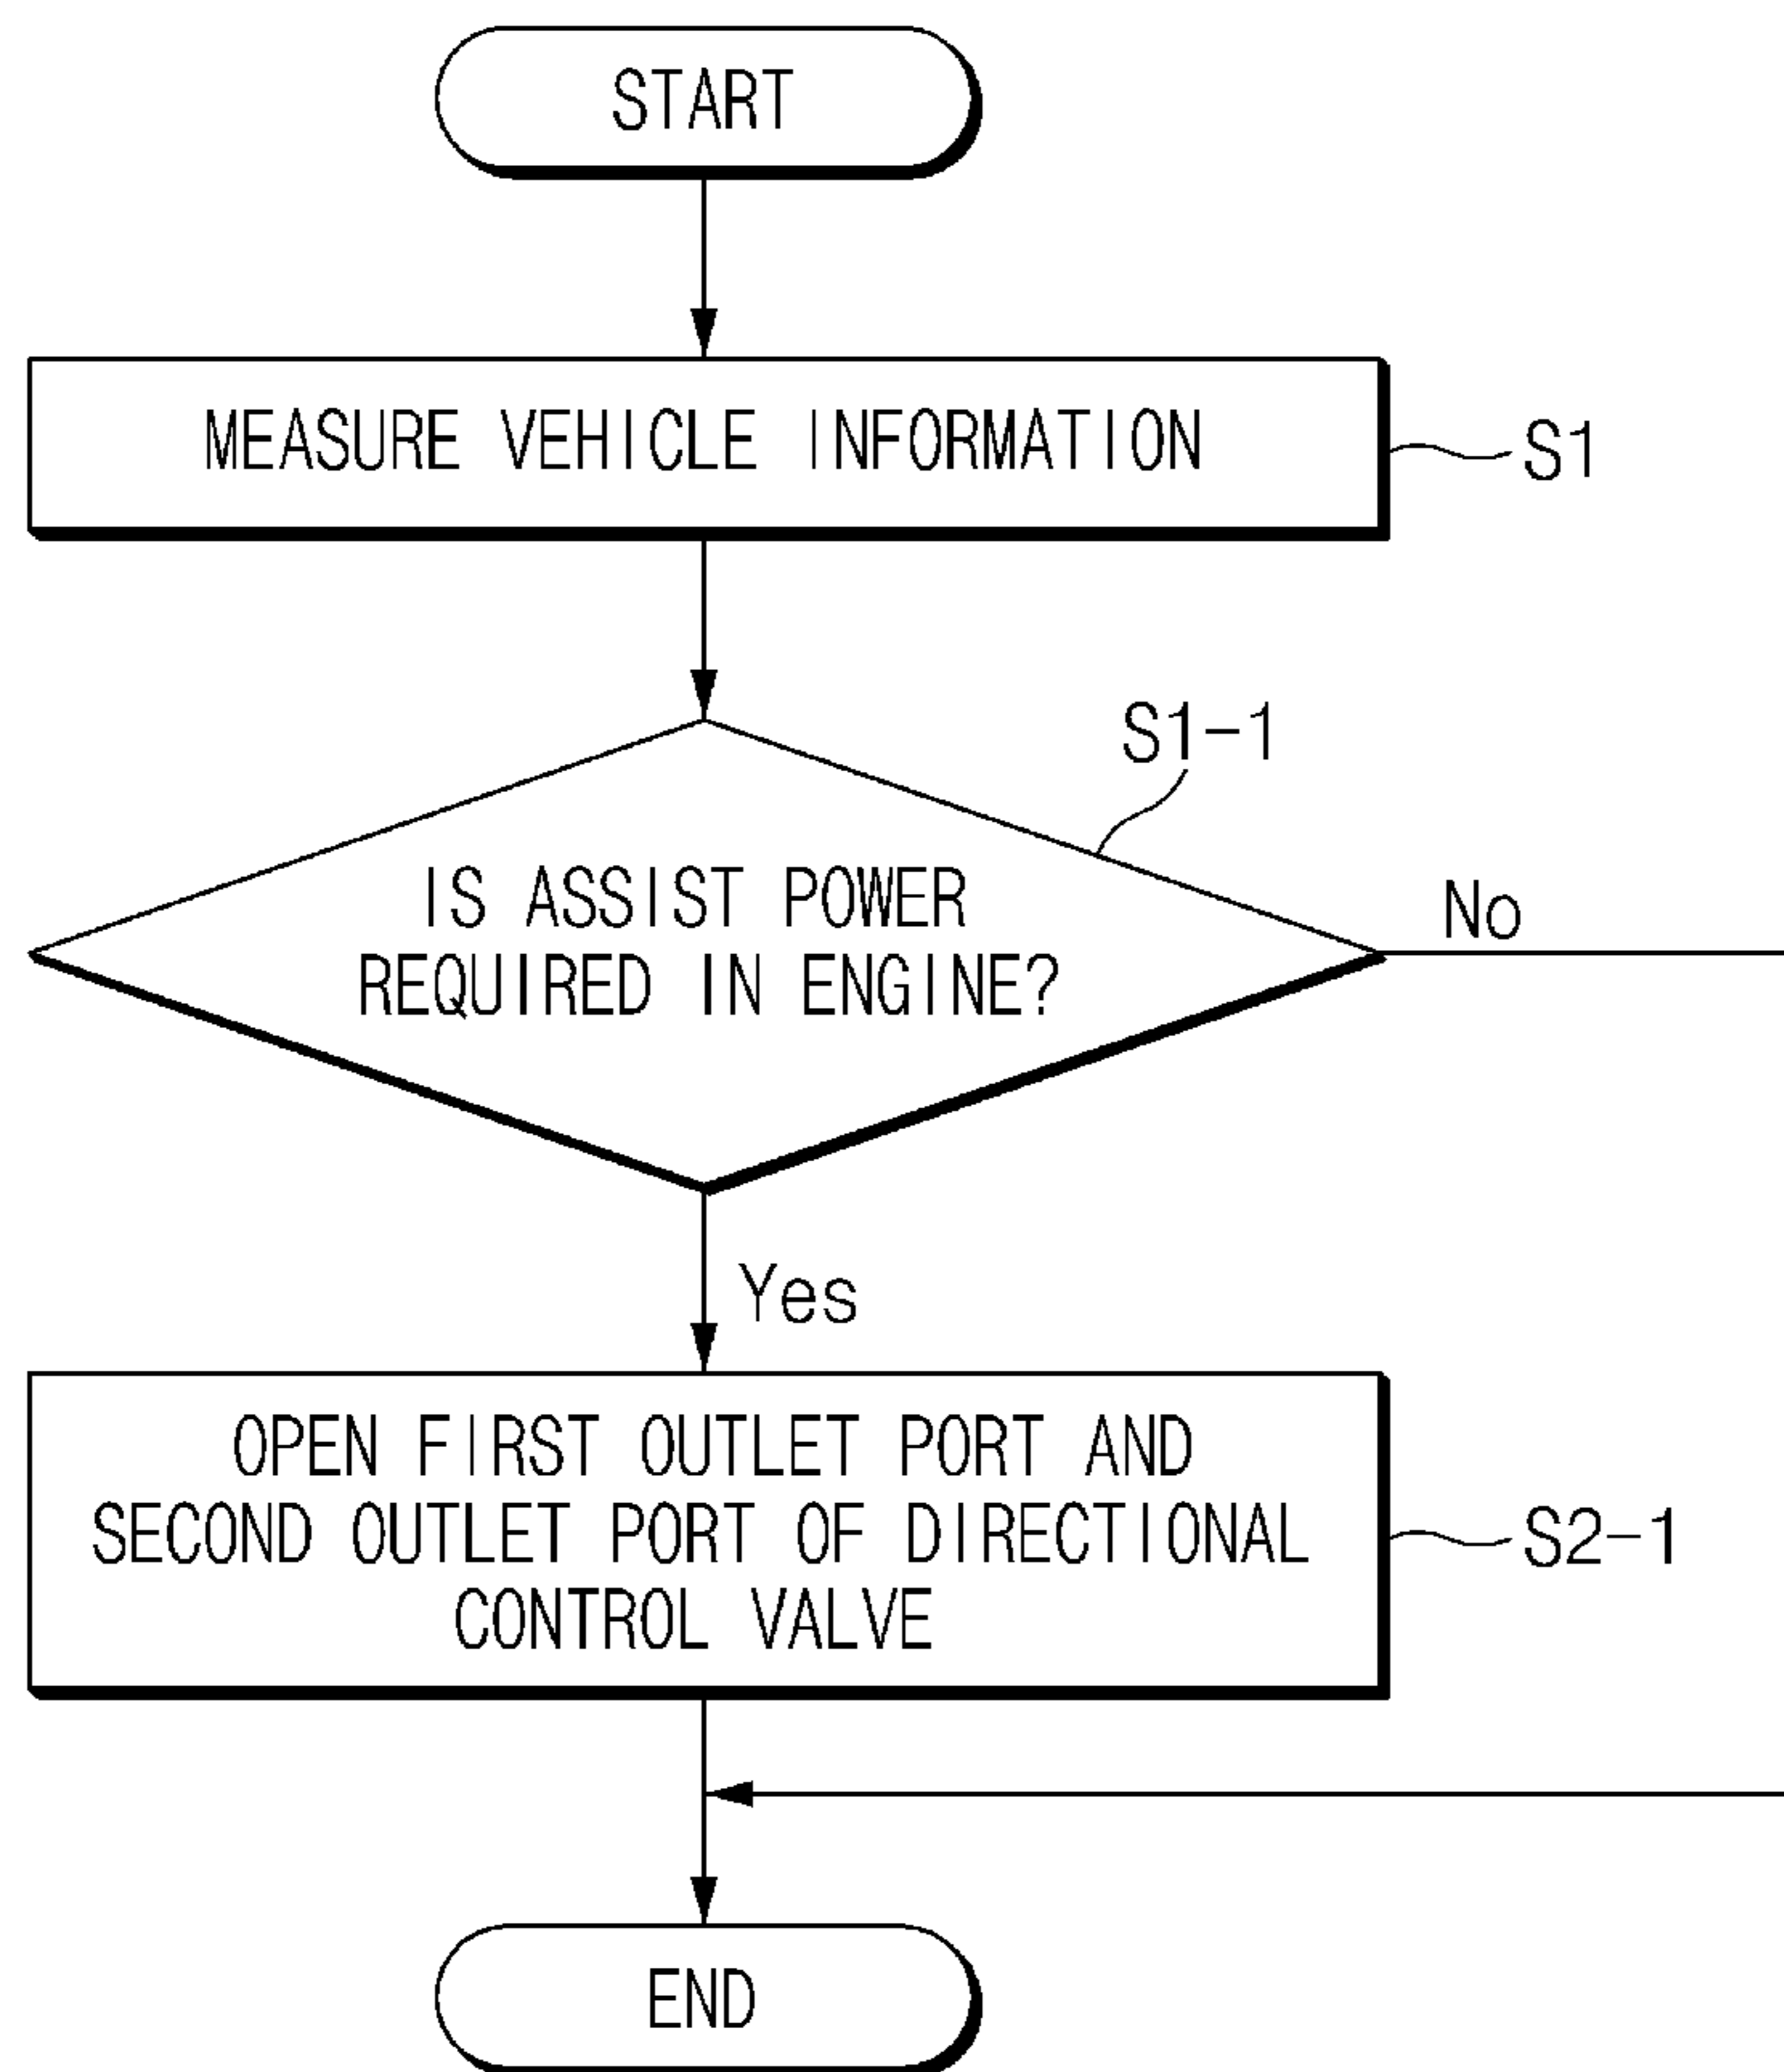 START
MEASURE VEHICLE INFORMATION
S1
S1-1
IS ASSIST POWER
REQUIRED IN ENGINE?
No
Yes
OPEN FIRST OUTLET PORT AND
SECOND OUTLET PORT OF DIRECTIONAL
CONTROL VALVE
S2-1
END